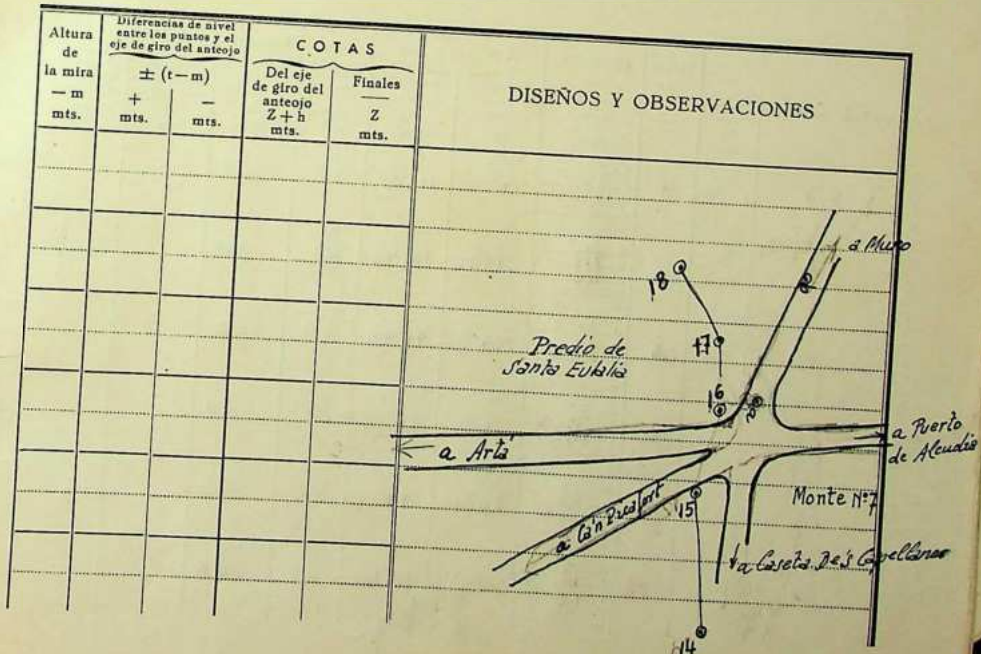 Altura
de
la mira
— m
mts.
Diferencias de nivel
entre los puntos y el
eje de giro del anteojo
± (t—m)
+
mts.
—
mts.
COTAS
Del eje
de giro del
anteojo
Z + h
mts.
Finales
Z
mts.
DISEÑOS Y OBSERVACIONES
a Muro
18
17
Predio de
Santa Eulalia
16
a Artá
a Puerto
de Alcudia
a Ca'n Picafort
15
Monte Nº 7
a Caseta De's Capellans
14